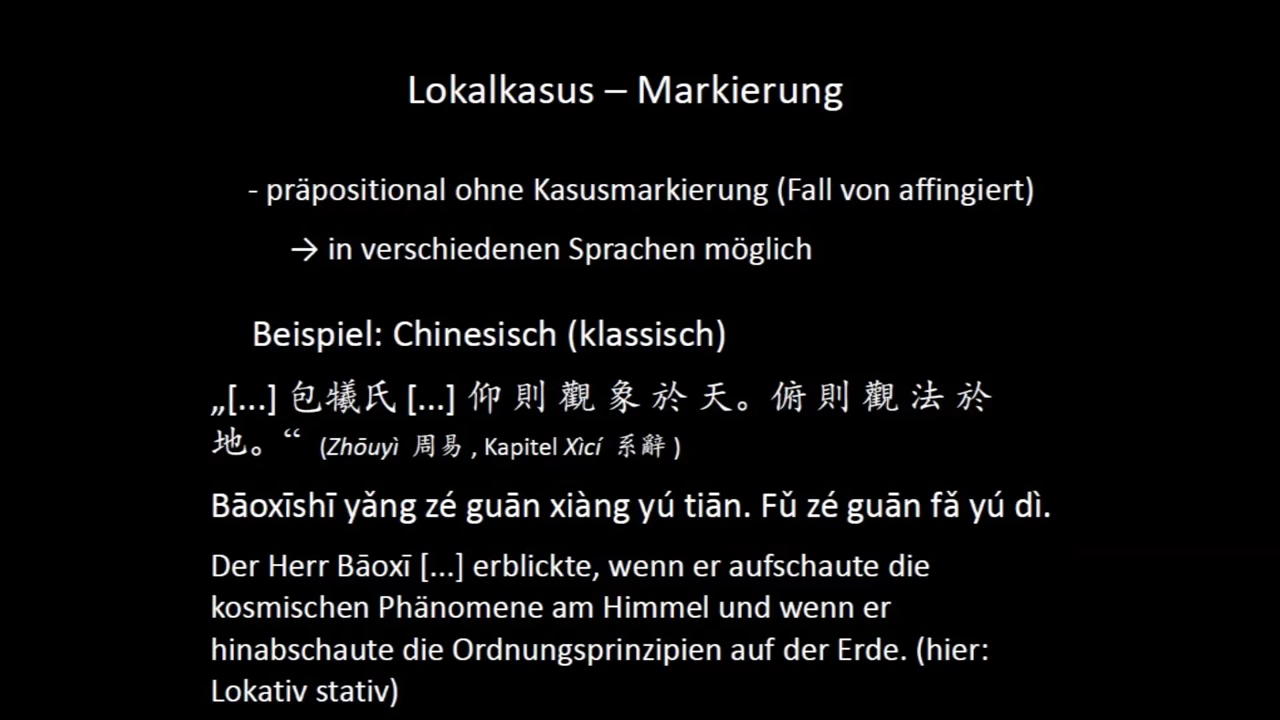 Lokalkasus – Markierung
- präpositional ohne Kasusmarkierung (Fall von affingiert)
→ in verschiedenen Sprachen möglich
Beispiel: Chinesisch (klassisch)
„[...] 包犧氏 [...] 仰 則 觀 象 於 天。俯 則 觀 法 於
地。“ (Zhōuyì 周易 , Kapitel Xìcí 系辭 )
Bāoxīshī yǎng zé guān xiàng yú tiān. Fǔ zé guān fǎ yú dì.
Der Herr Bāoxī [...] erblickte, wenn er aufschaute die
kosmischen Phänomene am Himmel und wenn er
hinabschaute die Ordnungsprinzipien auf der Erde. (hier:
Lokativ stativ)